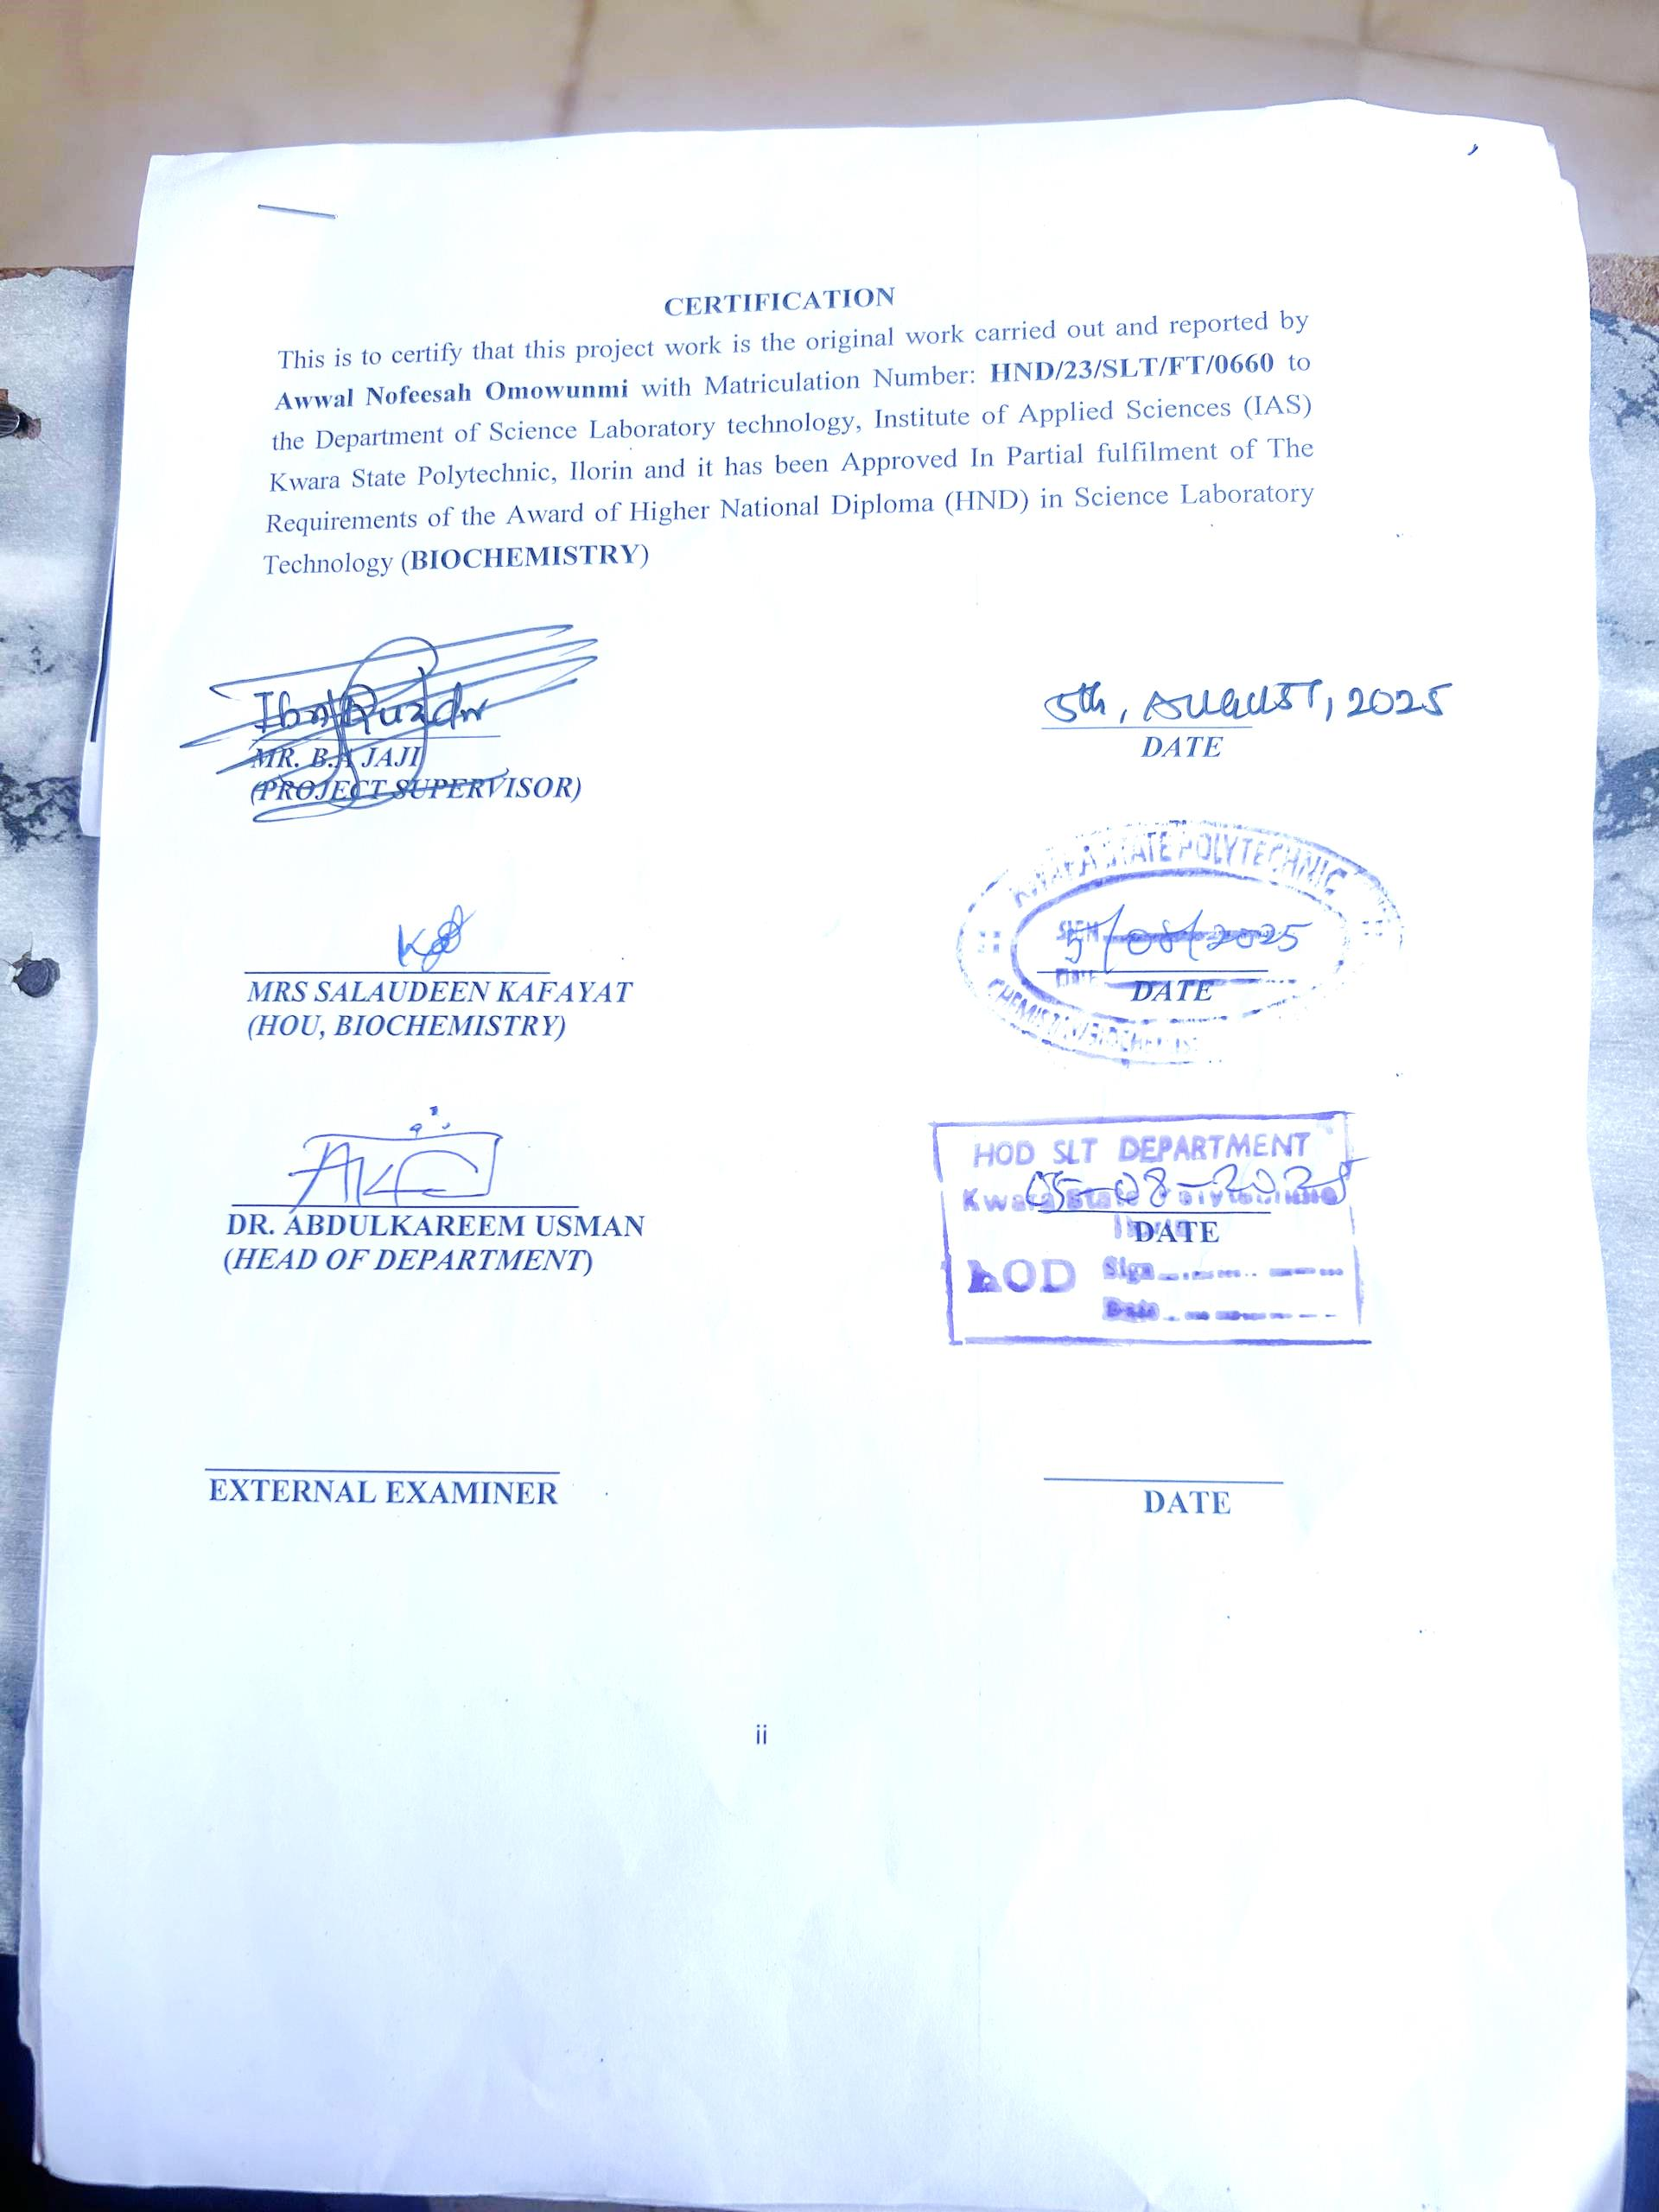 CERTIFICATION
This is to certify that this project work is the original work carried out and reported by
Awwal Nofeesah Omowunmi with Matriculation Number: HND/23/SLT/FT/0660 to
the Department of Science Laboratory technology, Institute of Applied Sciences (IAS)
Kwara State Polytechnic, Ilorin and it has been Approved In Partial fulfilment of The
Requirements of the Award of Higher National Diploma (HND) in Science Laboratory
Technology (BIOCHEMISTRY)
5th, AUGUST, 2025
MR. B.A JAJI
DATE
(PROJECT SUPERVISOR)
KWARA STATE POLYTECHNIC
SIGN
5/08/2025
DATE
MRS SALAUDEEN KAFAYAT
DATE
(HOU, BIOCHEMISTRY)
HOD SLT DEPARTMENT
05-08-2025
Kwara State Polytechnic
DR. ABDULKAREEM USMAN
DATE
(HEAD OF DEPARTMENT)
HOD Sign
Date
EXTERNAL EXAMINER
DATE
ii